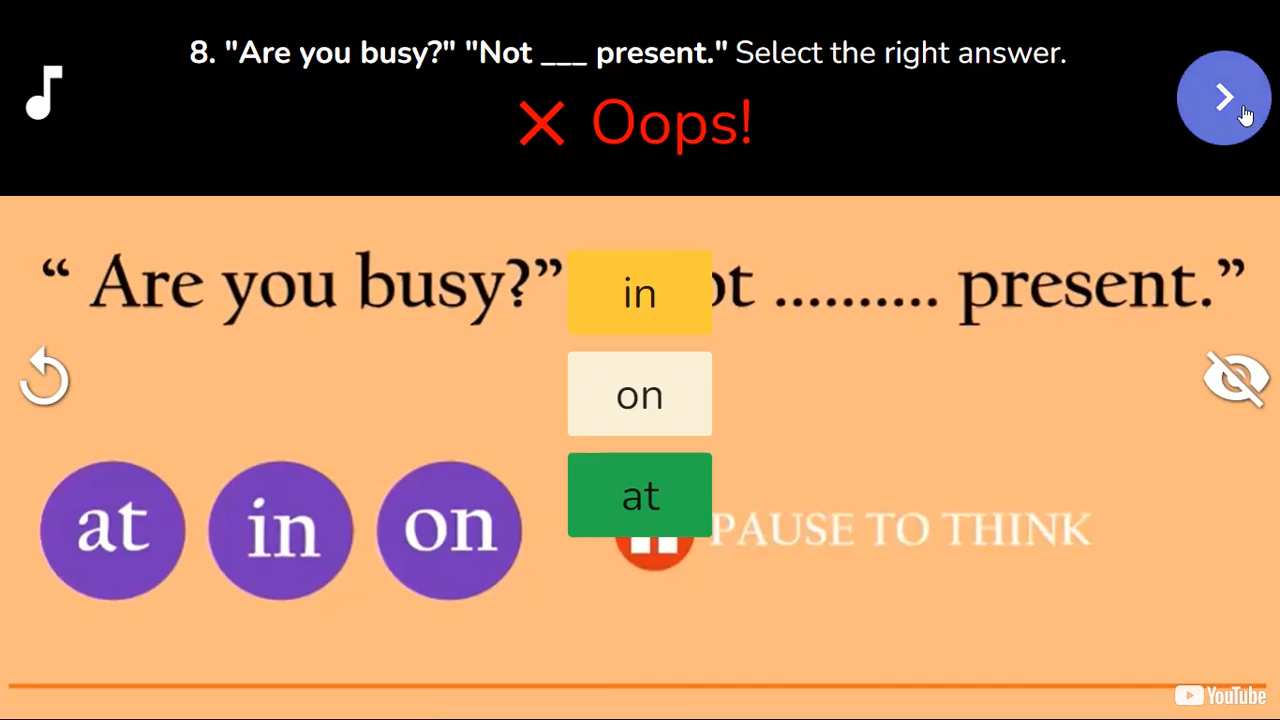 8. "Are you busy?" "Not ___ present." Select the right answer.
✕ Oops!
“ Are you busy?” ot .......... present.”
in
on
at
at in on
PAUSE TO THINK
YouTube